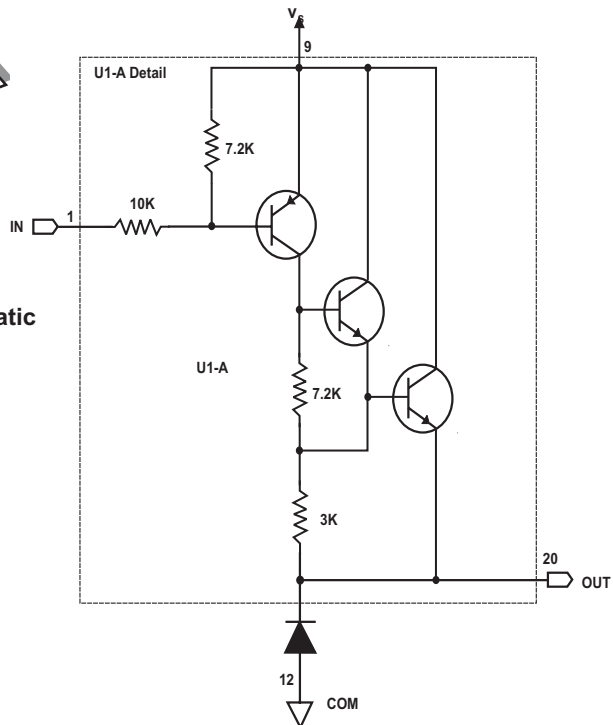 Vs
9
U1-A Detail
7.2K
10K
IN 1
atic
U1-A
7.2K
3K
20
OUT
12
COM